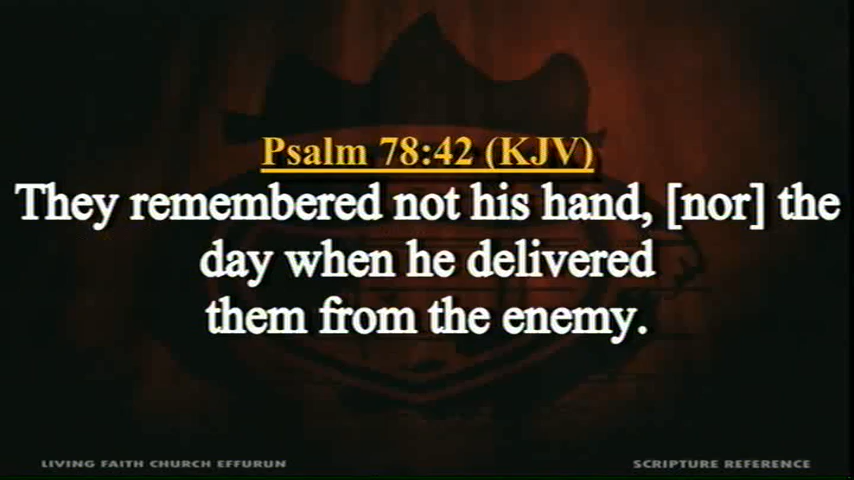 Psalm 78:42 (KJV)
They remembered not his hand, [nor] the
day when he delivered
them from the enemy.
LIVING FAITH CHURCH EFFURUN
SCRIPTURE REFERENCE